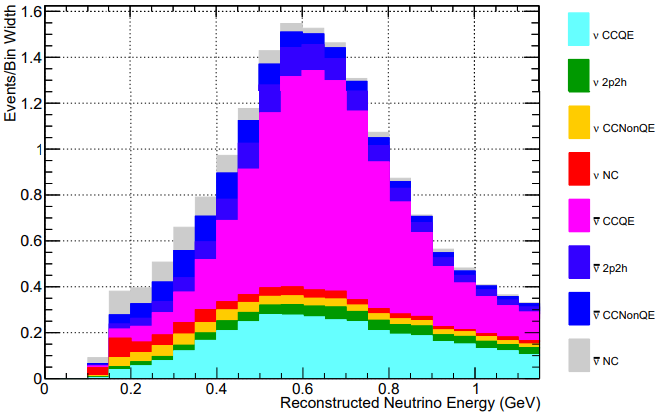 Events/Bin Width
1.6
1.4
1.2
1
0.8
0.6
0.4
0.2
0
0 0.2 0.4 0.6 0.8 1
Reconstructed Neutrino Energy (GeV)
ν CCQE
ν 2p2h
ν CCNonQE
ν NC
ν̅ CCQE
ν̅ 2p2h
ν̅ CCNonQE
ν̅ NC